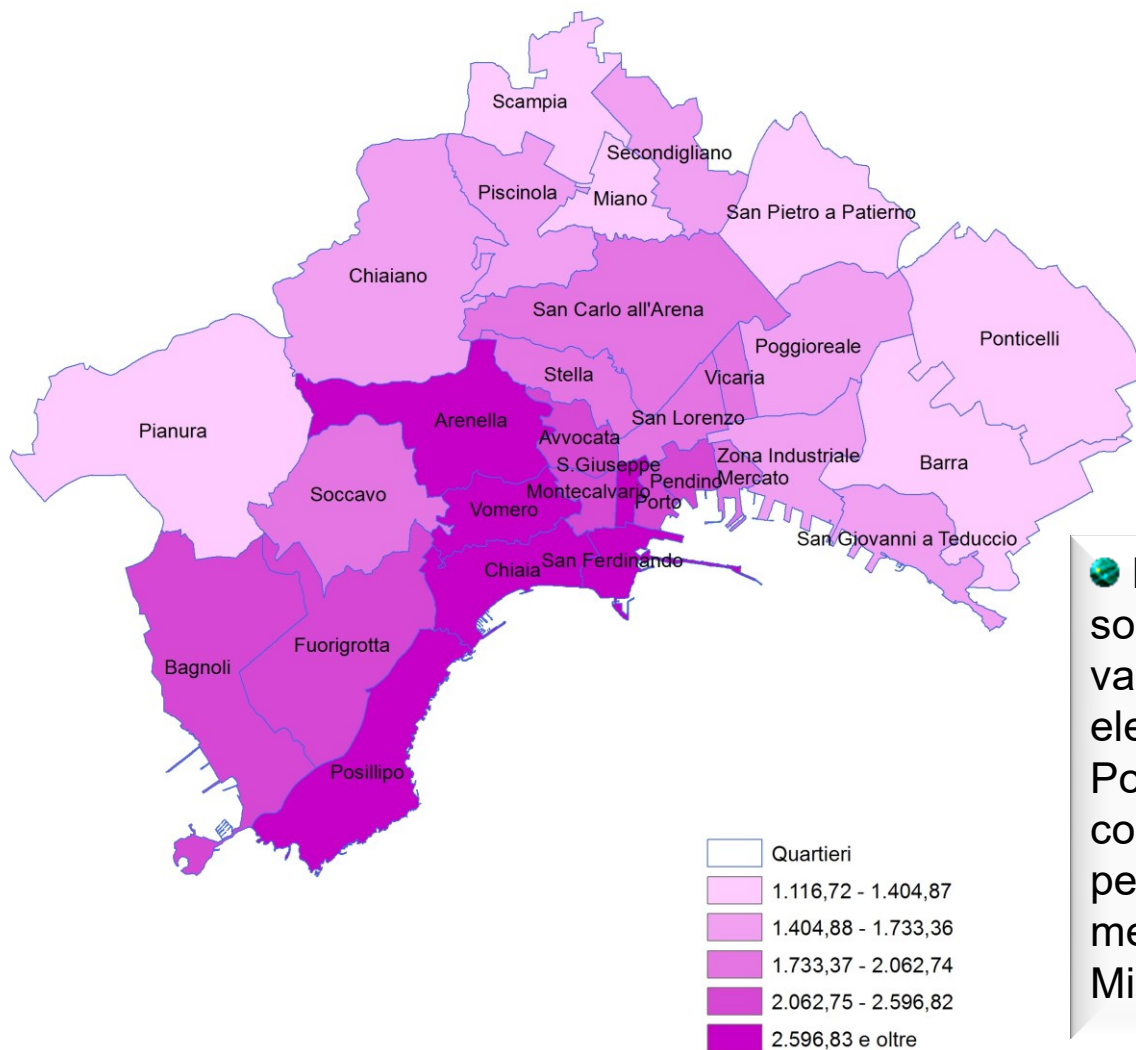 Scampia
Secondigliano
Piscinola
Miano
San Pietro a Patierno
Chiaiano
San Carlo all'Arena
Ponticelli
Poggioreale
Stella
Vicaria
Arenella
San Lorenzo
Pianura
Avvocata
Zona Industriale
Barra
S.Giuseppe
Pendino
Mercato
Soccavo
Montecalvario
Vomero
Porto
San Giovanni a Teduccio
Chiaia
San Ferdinando
Fuorigrotta
Bagnoli
Posillipo
Quartieri
1.116,72 - 1.404,87
1.404,88 - 1.733,36
1.733,37 - 2.062,74
2.062,75 - 2.596,82
2.596,83 e oltre
so
va
ele
Po
co
pe
me
Mi